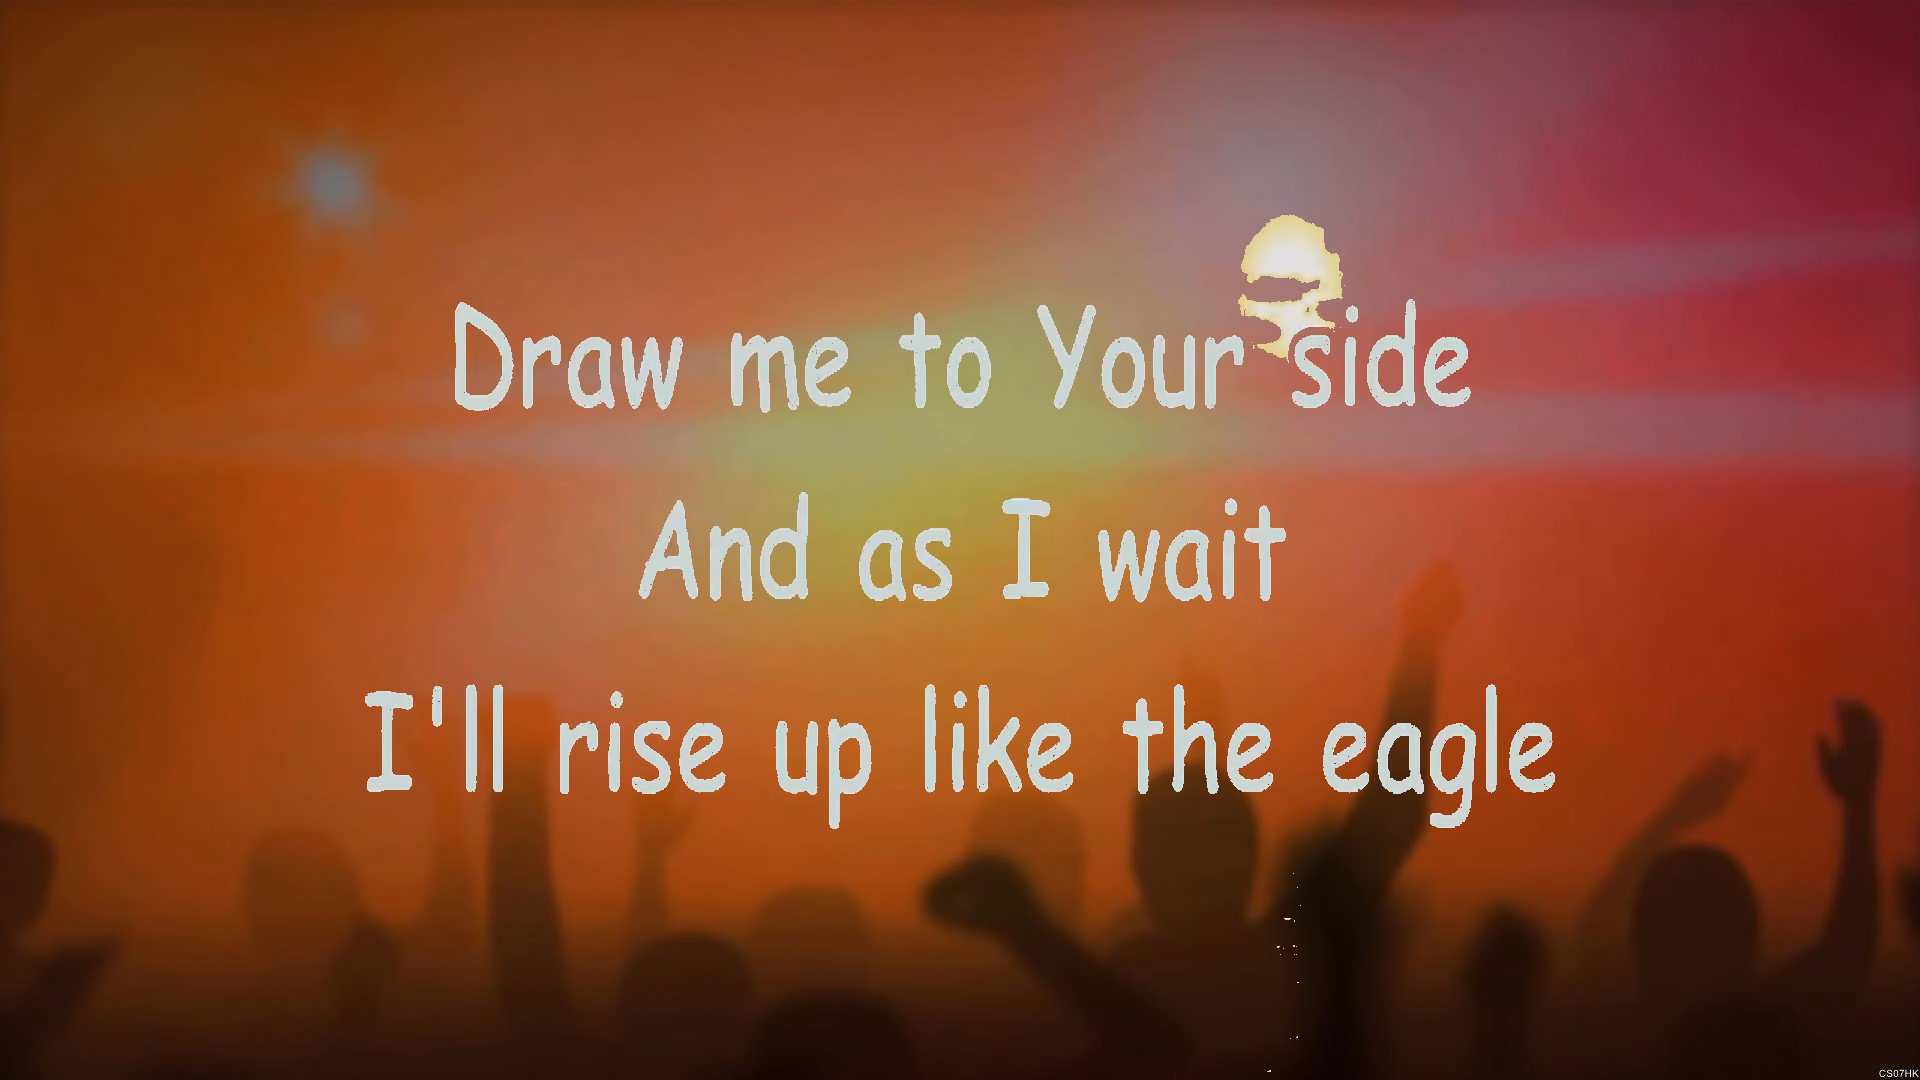 Draw me to Your side
And as I wait
I'll rise up like the eagle
CS07HK